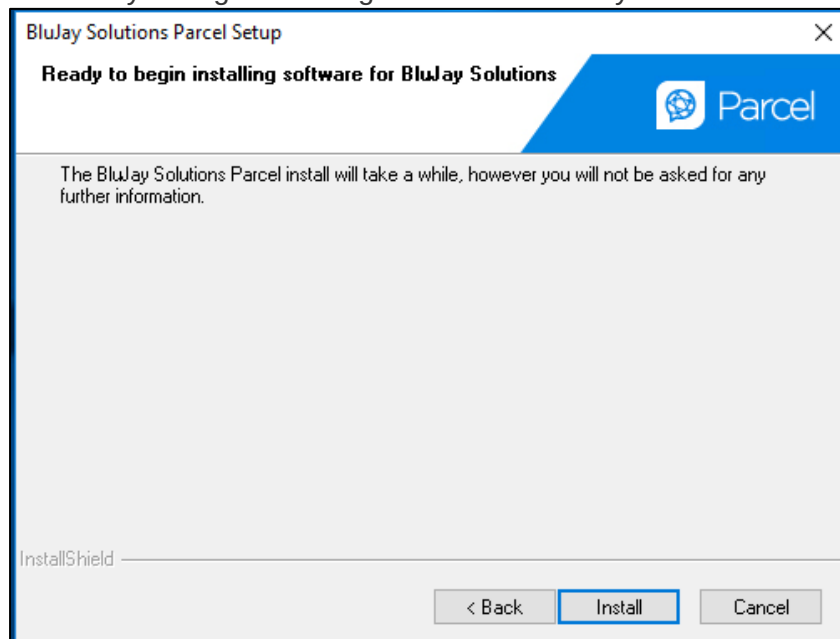 BluJay Solutions Parcel Setup
Ready to begin installing software for BluJay Solutions
Parcel
The BluJay Solutions Parcel install will take a while, however you will not be asked for any
further information.
InstallShield
< Back Install Cancel